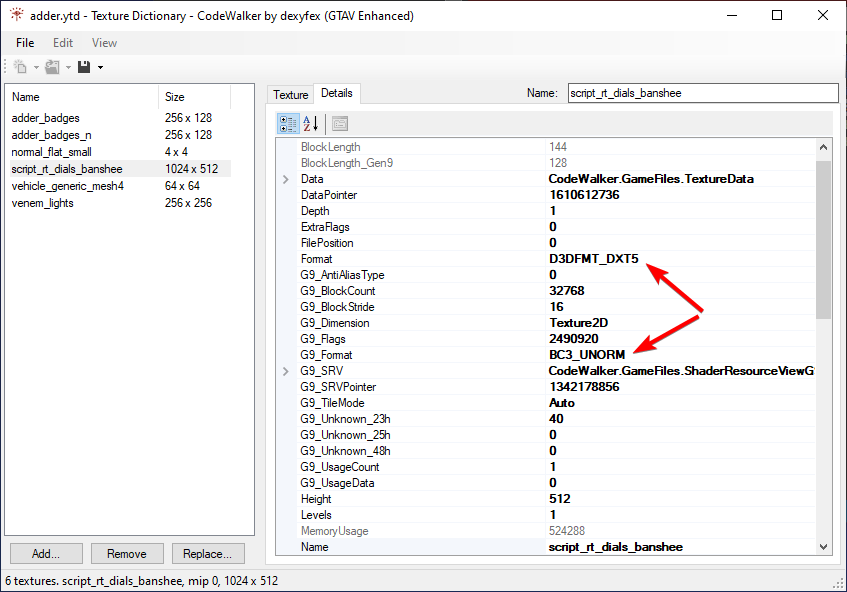 adder.ytd - Texture Dictionary - CodeWalker by dexyfex (GTAV Enhanced)
File Edit View
Name Size
adder_badges 256 x 128
adder_badges_n 256 x 128
normal_flat_small 4 x 4
script_rt_dials_banshee 1024 x 512
vehicle_generic_mesh4 64 x 64
venem_lights 256 x 256
Texture Details Name: script_rt_dials_banshee
BlockLength 144
BlockLength_Gen9 128
Data CodeWalker.GameFiles.TextureData
DataPointer 1610612736
Depth 1
ExtraFlags 0
FilePosition 0
Format D3DFMT_DXT5
G9_AntiAliasType 0
G9_BlockCount 32768
G9_BlockStride 16
G9_Dimension Texture2D
G9_Flags 2490920
G9_Format BC3_UNORM
G9_SRV CodeWalker.GameFiles.ShaderResourceViewG
G9_SRVPointer 1342178856
G9_TileMode Auto
G9_Unknown_23h 40
G9_Unknown_25h 0
G9_Unknown_48h 0
G9_UsageCount 1
G9_UsageData 0
Height 512
Levels 1
MemoryUsage 524288
Name script_rt_dials_banshee
Add... Remove Replace...
6 textures. script_rt_dials_banshee, mip 0, 1024 x 512